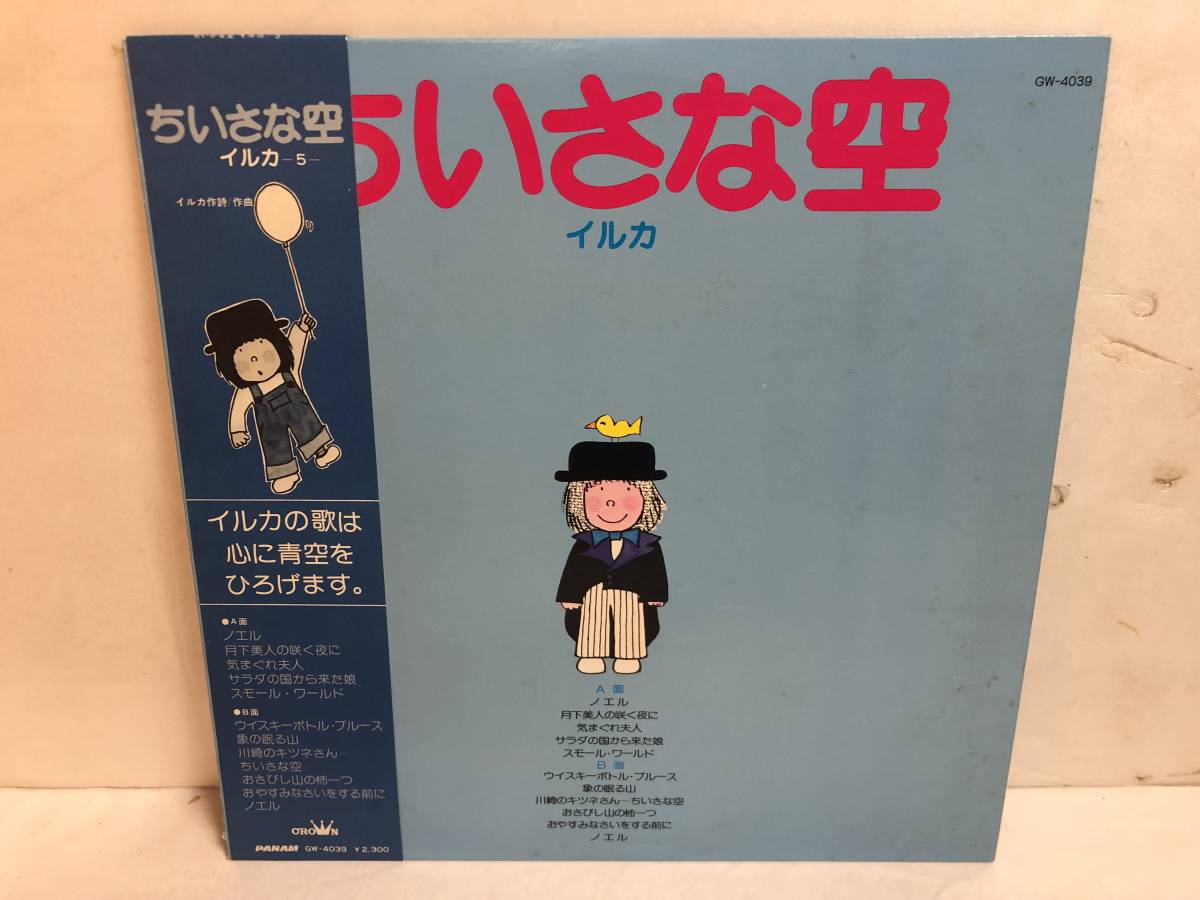 ちいさな空
イルカ -5-
イルカ作詩/作曲
イルカの歌は
心に青空を
ひろげます。
●A面
ノエル
月下美人の咲く夜に
気まぐれ夫人
サラダの国から来た娘
スモール・ワールド
●B面
ウイスキーボトル・ブルース
象の眠る山
川崎のキツネさん—
ちいさな空
おさびし山の柿一つ
おやすみなさいをする前に
ノエル
CROWN
PANAM GW-4039 ¥2,300
GW-4039
ちいさな空
イルカ
A面
ノエル
月下美人の咲く夜に
気まぐれ夫人
サラダの国から来た娘
スモール・ワールド
B面
ウイスキーボトル・ブルース
象の眠る山
川崎のキツネさん—ちいさな空
おさびし山の柿一つ
おやすみなさいをする前に
ノエル